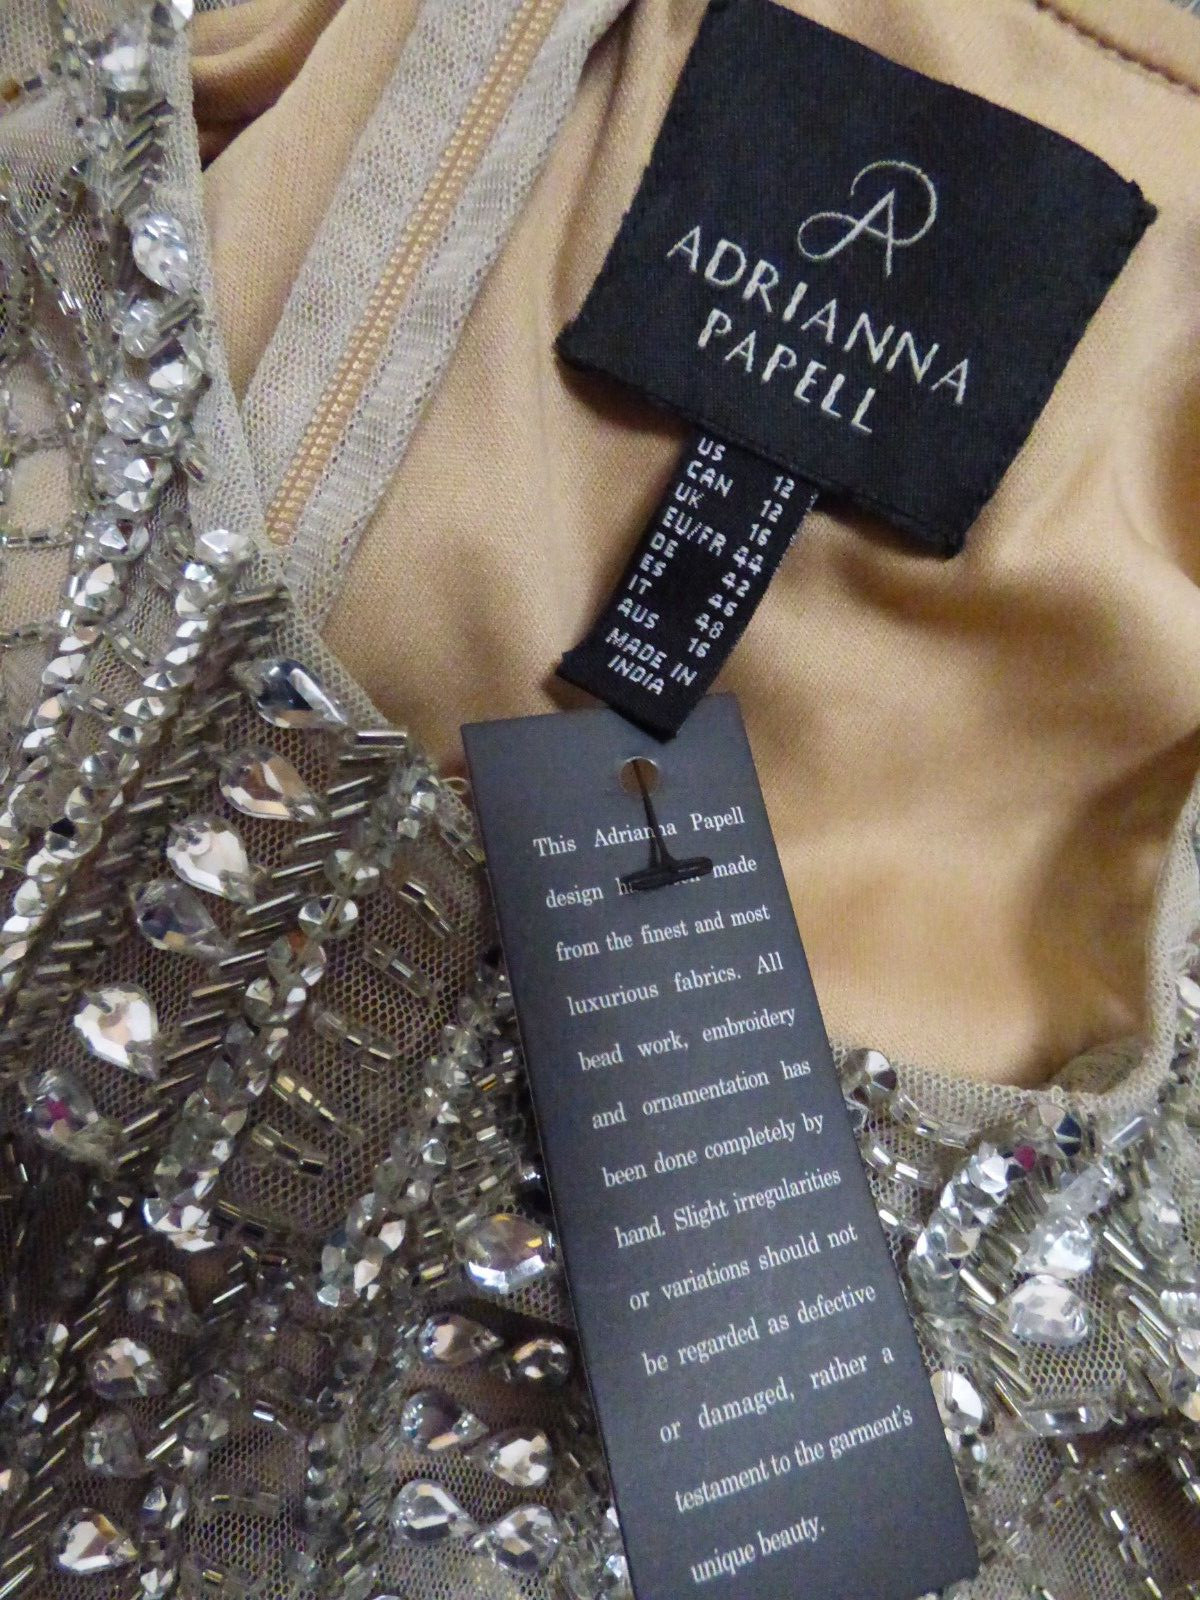 ADRIANNA
PAPELL
US 12
CAN 12
UK 16
EU/FR 44
DE 42
ES 46
IT 48
AUS 16
MADE IN
INDIA
This Adrianna Papell
design made
from the finest and most
luxurious fabrics. All
bead work, embroidery
and ornamentation has
been done completely by
hand. Slight irregularities
or variations should not
be regarded as defective
or damaged, rather a
testament to the garment's
unique beauty.